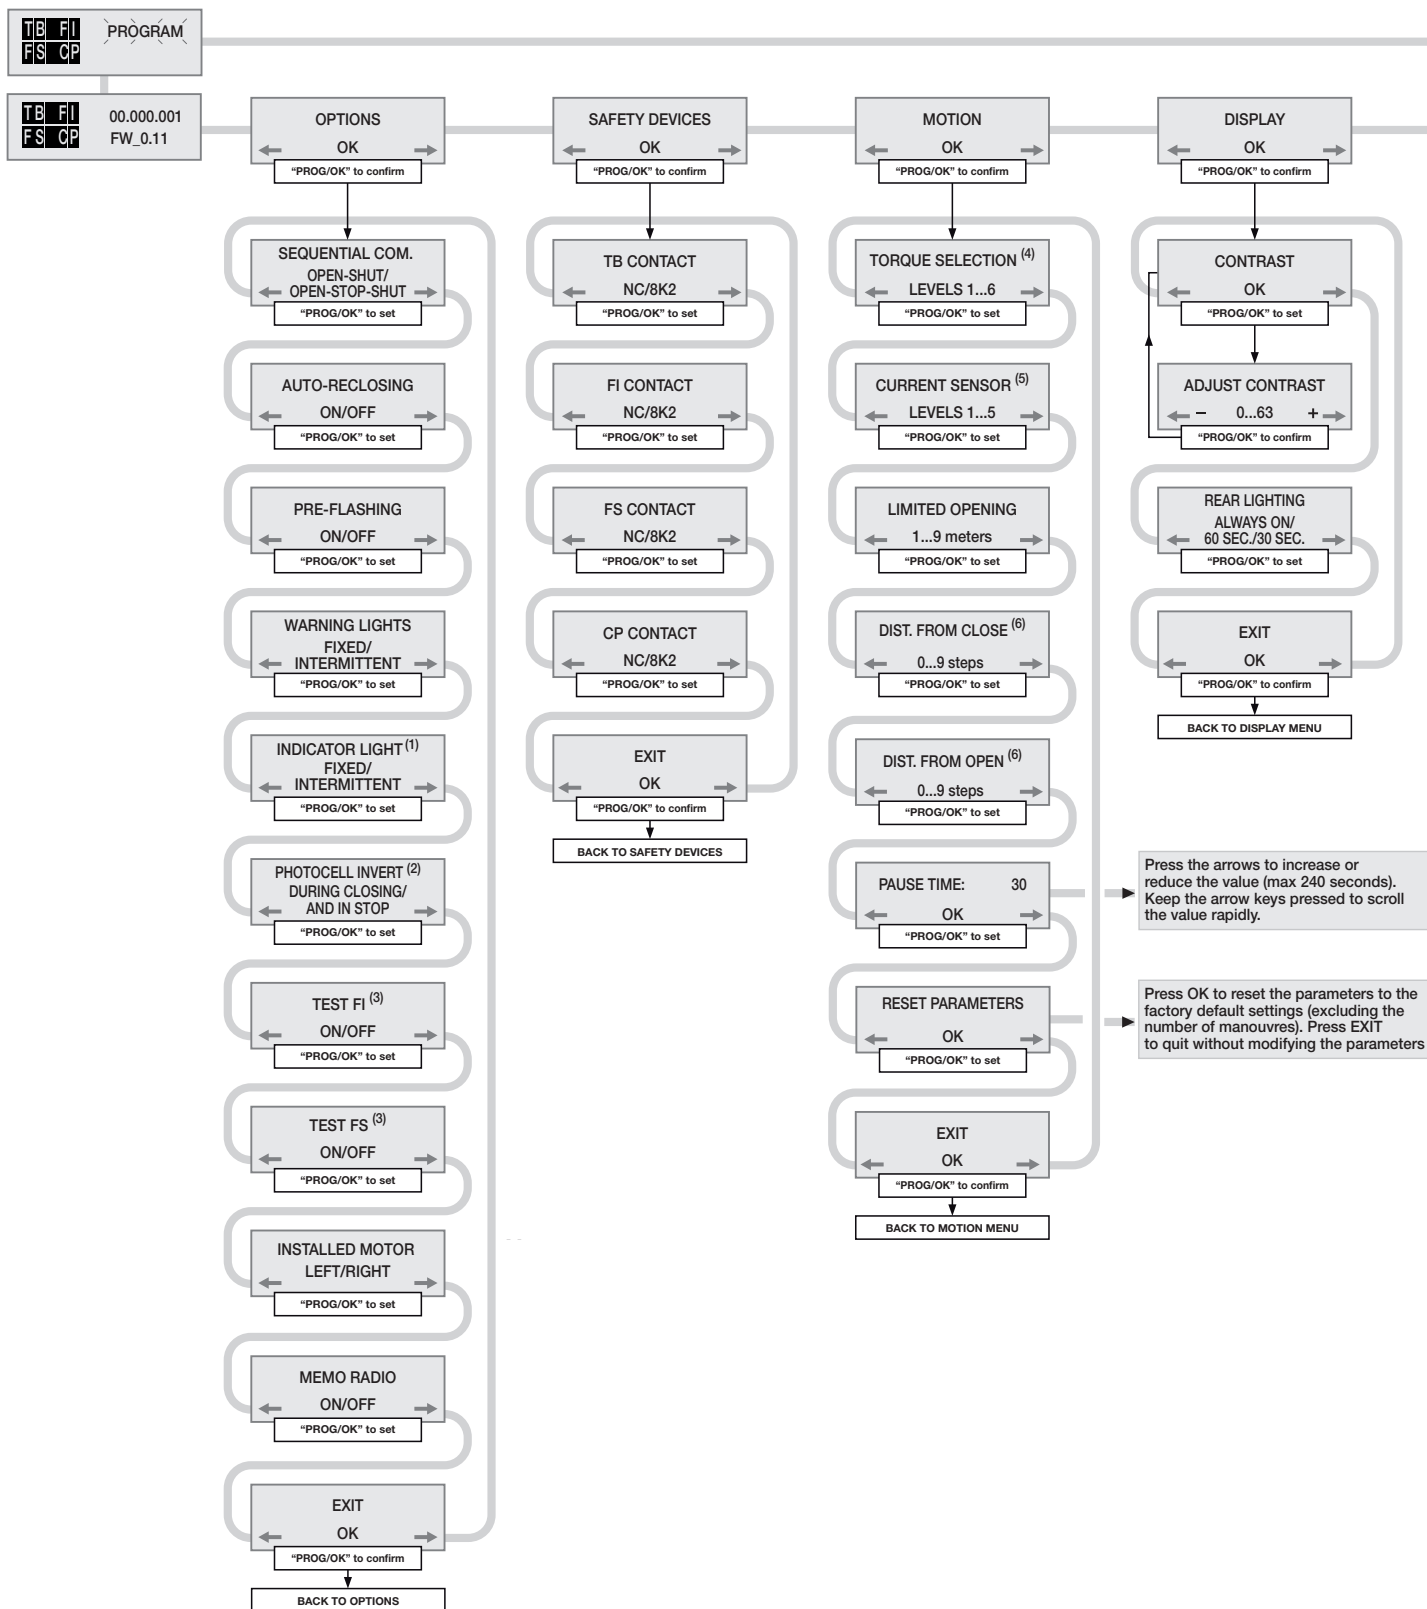 TB FI
FS CP
PROGRAM
TB FI
FS CP
00.000.001
FW_0.11
OPTIONS
OK
“PROG/OK” to confirm
SEQUENTIAL COM.
OPEN-SHUT/
OPEN-STOP-SHUT
“PROG/OK” to set
AUTO-RECLOSING
ON/OFF
“PROG/OK” to set
PRE-FLASHING
ON/OFF
“PROG/OK” to set
WARNING LIGHTS
FIXED/
INTERMITTENT
“PROG/OK” to set
INDICATOR LIGHT (1)
FIXED/
INTERMITTENT
“PROG/OK” to set
PHOTOCELL INVERT (2)
DURING CLOSING/
AND IN STOP
“PROG/OK” to set
TEST FI (3)
ON/OFF
“PROG/OK” to set
TEST FS (3)
ON/OFF
“PROG/OK” to set
INSTALLED MOTOR
LEFT/RIGHT
“PROG/OK” to set
MEMO RADIO
ON/OFF
“PROG/OK” to set
EXIT
OK
“PROG/OK” to confirm
BACK TO OPTIONS
SAFETY DEVICES
OK
“PROG/OK” to confirm
TB CONTACT
NC/8K2
“PROG/OK” to set
FI CONTACT
NC/8K2
“PROG/OK” to set
FS CONTACT
NC/8K2
“PROG/OK” to set
CP CONTACT
NC/8K2
“PROG/OK” to set
EXIT
OK
“PROG/OK” to confirm
BACK TO SAFETY DEVICES
MOTION
OK
“PROG/OK” to confirm
TORQUE SELECTION (4)
LEVELS 1...6
“PROG/OK” to set
CURRENT SENSOR (5)
LEVELS 1...5
“PROG/OK” to set
LIMITED OPENING
1...9 meters
“PROG/OK” to set
DIST. FROM CLOSE (6)
0...9 steps
“PROG/OK” to set
DIST. FROM OPEN (6)
0...9 steps
“PROG/OK” to set
PAUSE TIME: 30
OK
“PROG/OK” to set
RESET PARAMETERS
OK
“PROG/OK” to set
EXIT
OK
“PROG/OK” to confirm
BACK TO MOTION MENU
DISPLAY
OK
“PROG/OK” to confirm
CONTRAST
OK
“PROG/OK” to set
ADJUST CONTRAST
– 0...63 +
“PROG/OK” to confirm
REAR LIGHTING
ALWAYS ON/
60 SEC./30 SEC.
“PROG/OK” to set
EXIT
OK
“PROG/OK” to confirm
BACK TO DISPLAY MENU
Press the arrows to increase or
reduce the value (max 240 seconds).
Keep the arrow keys pressed to scroll
the value rapidly.
Press OK to reset the parameters to the
factory default settings (excluding the
number of manouvres). Press EXIT
to quit without modifying the parameters